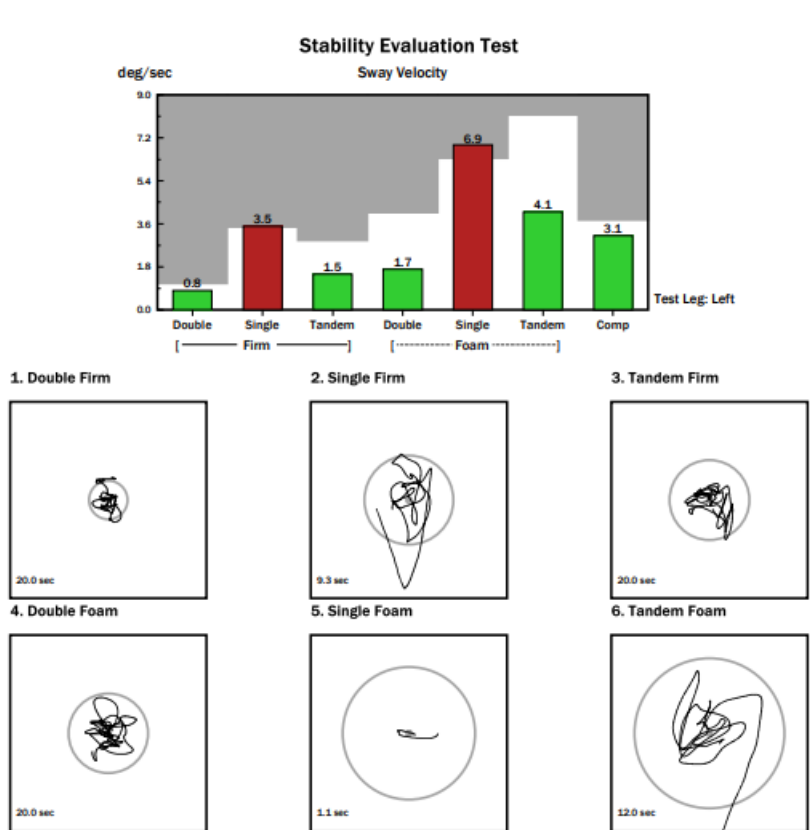 Stability Evaluation Test
deg/sec
Sway Velocity
9.0
7.2
5.4
3.6
1.8
0.0
0.8
3.5
1.5
1.7
6.9
4.1
3.1
Test Leg: Left
Double Single Tandem Double Single Tandem Comp
[ Firm ] [ Foam ]
1. Double Firm
2. Single Firm
3. Tandem Firm
20.0 sec
9.3 sec
20.0 sec
4. Double Foam
5. Single Foam
6. Tandem Foam
20.0 sec
1.1 sec
12.0 sec